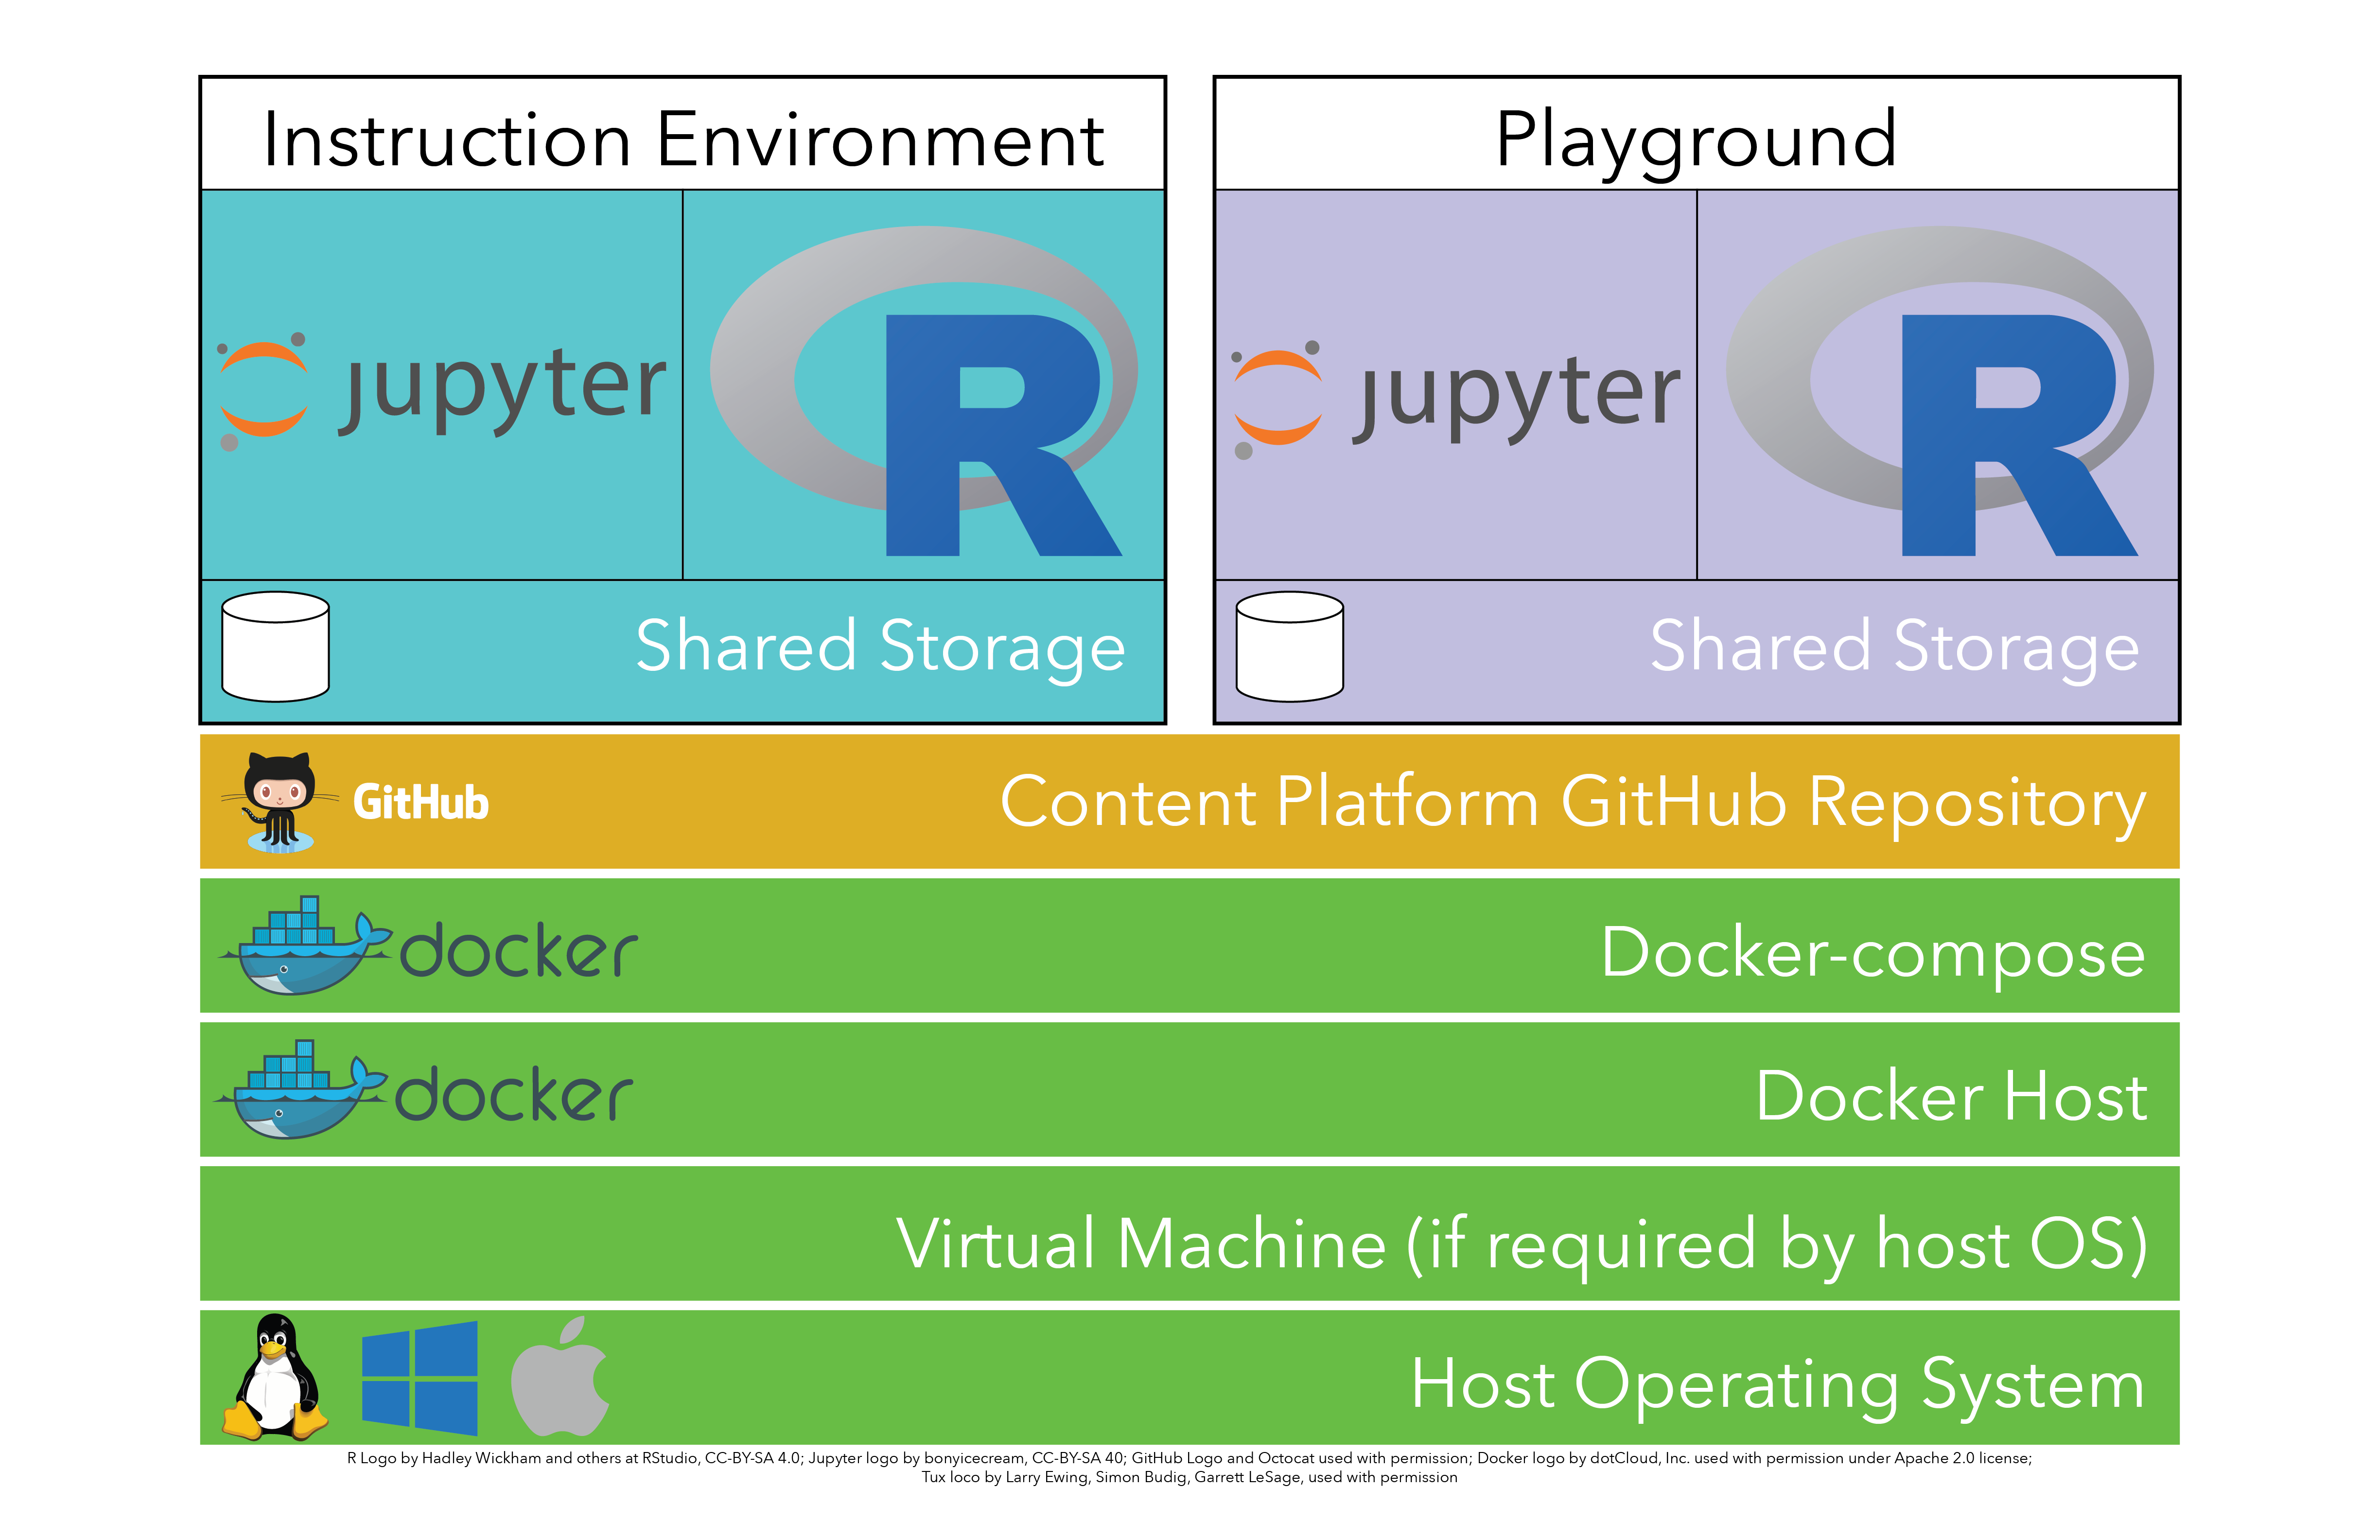 Instruction Environment
Playground
jupyter
R
jupyter
R
Shared Storage
Shared Storage
GitHub
Content Platform GitHub Repository
docker
Docker-compose
docker
Docker Host
Virtual Machine (if required by host OS)
Host Operating System
R Logo by Hadley Wickham and others at RStudio, CC-BY-SA 4.0; Jupyter logo by bonyicecream, CC-BY-SA 40; GitHub Logo and Octocat used with permission; Docker logo by dotCloud, Inc. used with permission under Apache 2.0 license;
Tux loco by Larry Ewing, Simon Budig, Garrett LeSage, used with permission